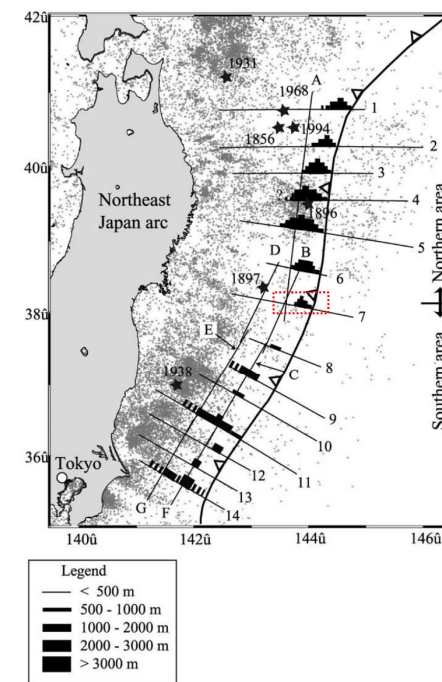 42û
40û
38û
36û
140û
142û
144û
146û
1931
1968
A
1
1856
1994
2
3
Northeast
Japan arc
?
1896
4
5
D
B
6
1897
7
E
8
C
1938
9
10
11
Tokyo
12
13
G
F
14
Northern area
Southern area
Legend
< 500 m
500 - 1000 m
1000 - 2000 m
2000 - 3000 m
> 3000 m